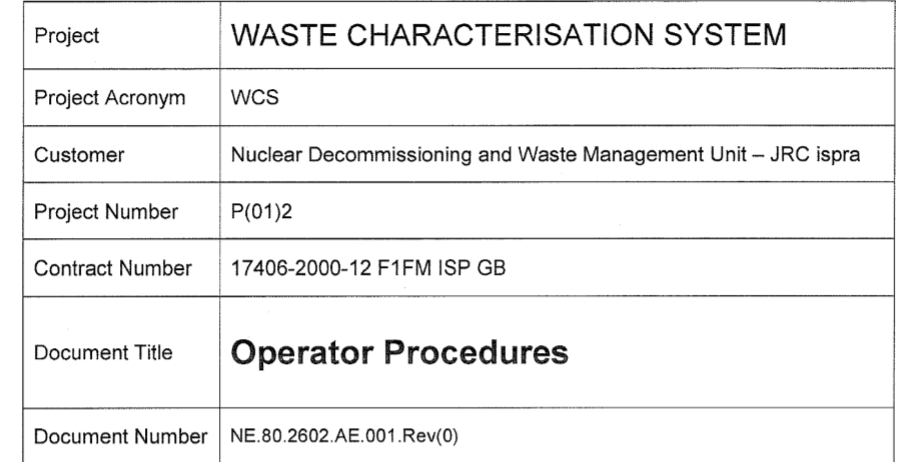 Project WASTE CHARACTERISATION SYSTEM
Project Acronym WCS
Customer Nuclear Decommissioning and Waste Management Unit – JRC ispra
Project Number P(01)2
Contract Number 17406-2000-12 F1FM ISP GB
Document Title Operator Procedures
Document Number NE.80.2602.AE.001.Rev(0)